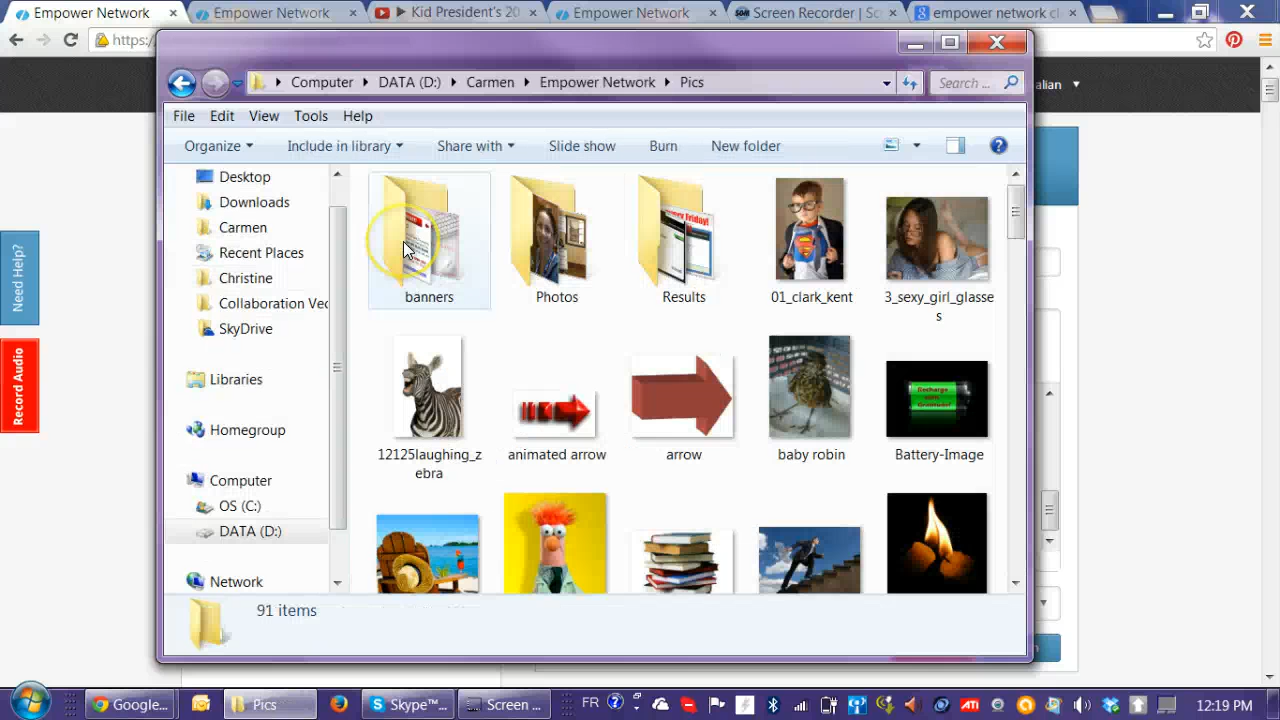 Empower Network
Empower Network
Kid President's 20
Empower Network
Screen Recorder | Sc
empower network cl
https:/
Computer DATA (D:) Carmen Empower Network Pics
Search ...
alian
File Edit View Tools Help
Organize Include in library Share with Slide show Burn New folder
Desktop
Downloads
Carmen
Recent Places
Christine
Collaboration Vec
SkyDrive
Libraries
Homegroup
Computer
OS (C:)
DATA (D:)
Network
banners
Photos
Results
01_clark_kent
3_sexy_girl_glasse
s
12125laughing_z
ebra
animated arrow
arrow
baby robin
Battery-Image
91 items
Need Help?
Record Audio
Google...
Pics
Skype™...
Screen ...
FR
ATI
12:19 PM